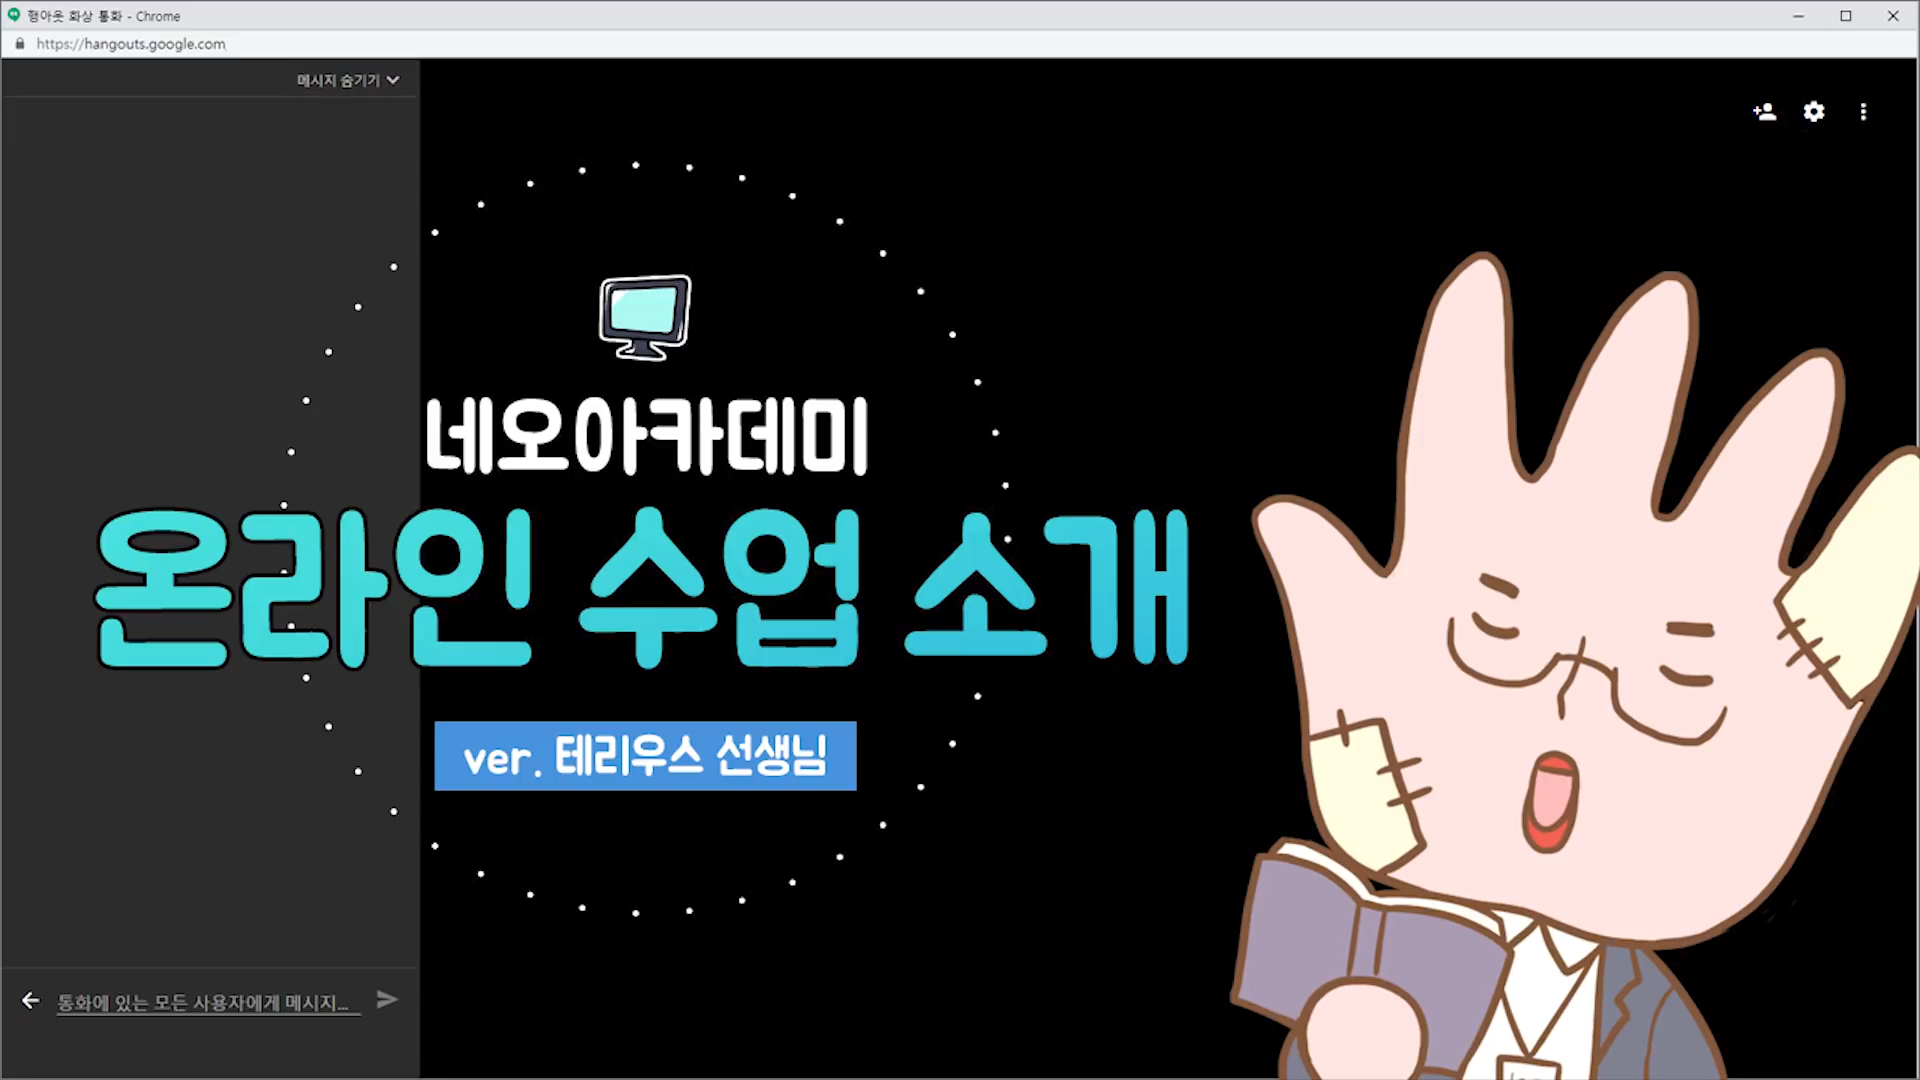 행아웃 화상 통화 - Chrome
https://hangouts.google.com
메시지 숨기기
네오아카데미
온라인 수업 소개
ver. 테리우스 선생님
통화에 있는 모든 사용자에게 메시지...